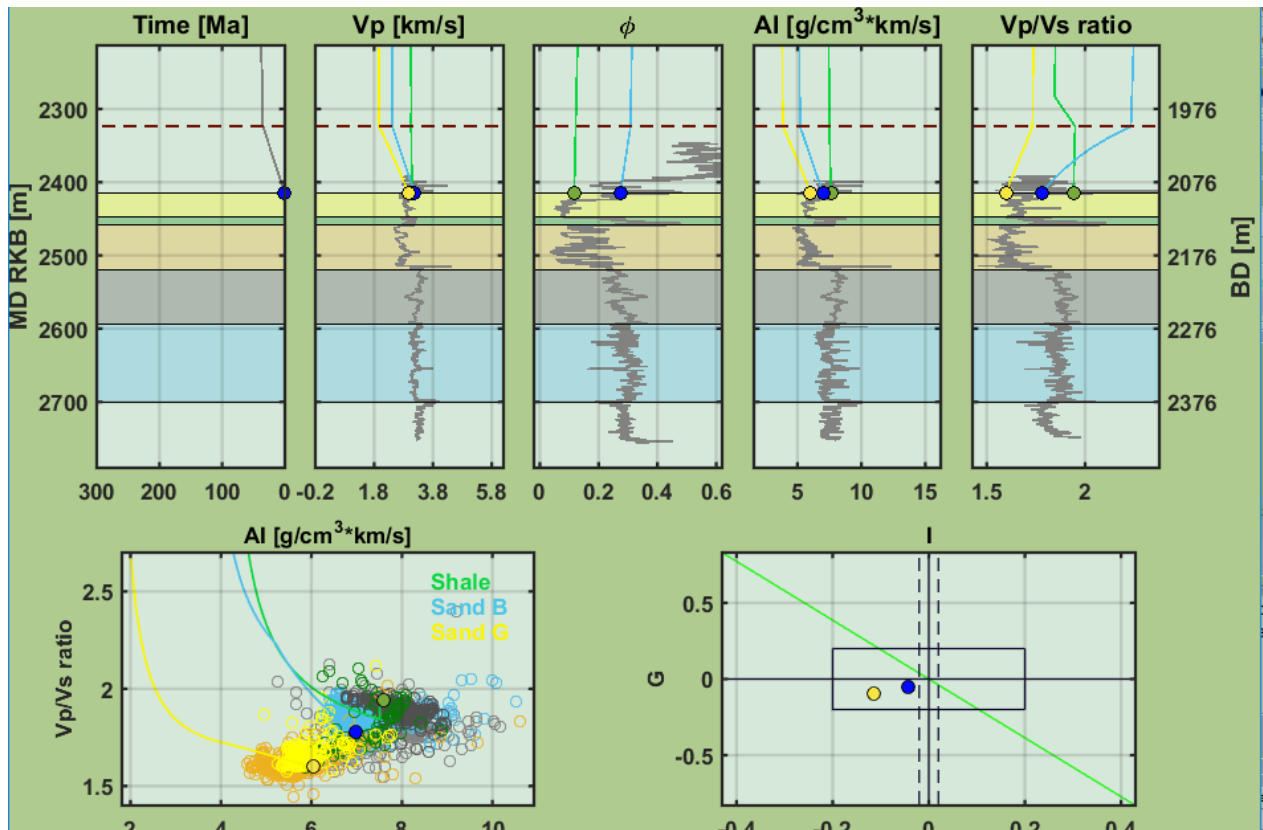 Time [Ma] Vp [km/s] ϕ AI [g/cm³*km/s] Vp/Vs ratio
MD RKB [m]
2300
2400
2500
2600
2700
1976
2076
2176
2276
2376
BD [m]
300 200 100 0 -0.2 1.8 3.8 5.8 0 0.2 0.4 0.6 5 10 15 1.5 2
AI [g/cm³*km/s]
Vp/Vs ratio
2.5
2
1.5
Shale
Sand B
Sand G
2 4 6 8 10
I
G
0.5
0
-0.5
-0.4 -0.2 0 0.2 0.4